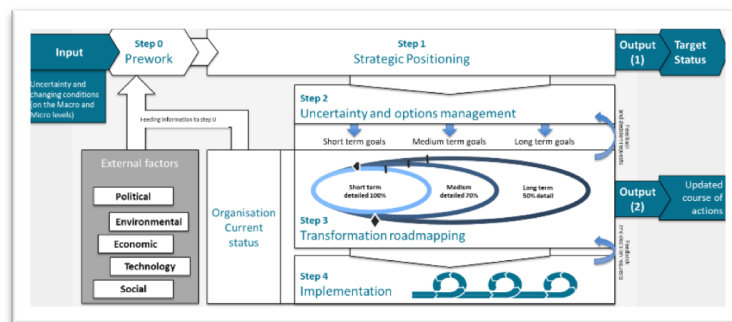 Input
Step 0
Prework
Step 1
Strategic Positioning
Output
(1)
Target
Status
Uncertainty and
changing conditions
(on the Macro and
Micro levels)
Feeding information to step 0
Step 2
Uncertainty and options management
Short term goals
Medium term goals
Long term goals
Feedback
External factors
Political
Environmental
Economic
Technology
Social
Organisation
Current
status
Short term
detailed 100%
Medium
detailed 70%
Long term
50% detail
Step 3
Transformation roadmapping
Output
(2)
Updated
course of
actions
Feedback
Step 4
Implementation